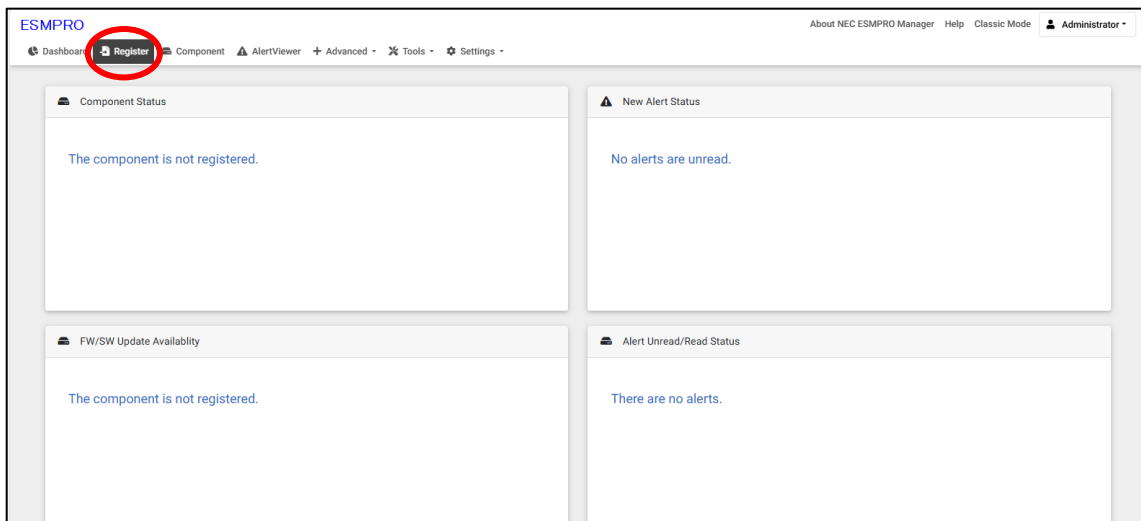 ESMPRO
About NEC ESMPRO Manager Help Classic Mode Administrator
Dashboard Register Component AlertViewer Advanced Tools Settings
Component Status
New Alert Status
The component is not registered.
No alerts are unread.
FW/SW Update Availablity
Alert Unread/Read Status
The component is not registered.
There are no alerts.